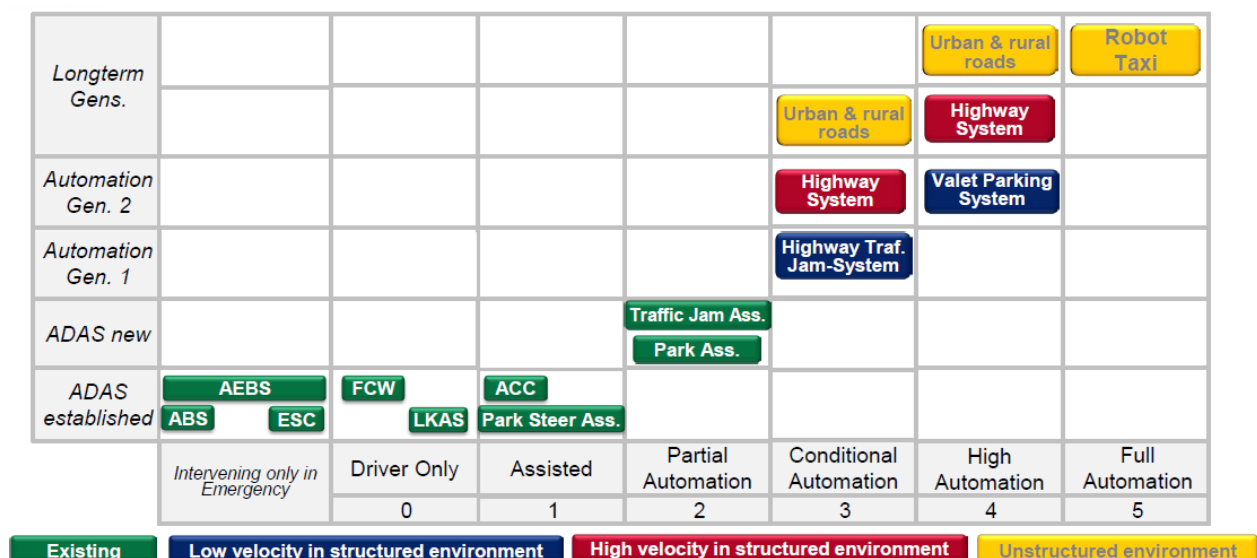 Longterm
Gens.
Urban & rural
roads
Robot
Taxi
Urban & rural
roads
Highway
System
Automation
Gen. 2
Highway
System
Valet Parking
System
Automation
Gen. 1
Highway Traf.
Jam-System
ADAS new
Traffic Jam Ass.
Park Ass.
ADAS
established
AEBS
FCW
ACC
ABS
ESC
LKAS
Park Steer Ass.
Intervening only in
Emergency
Driver Only
Assisted
Partial
Automation
Conditional
Automation
High
Automation
Full
Automation
0
1
2
3
4
5
Existing
Low velocity in structured environment
High velocity in structured environment
Unstructured environment